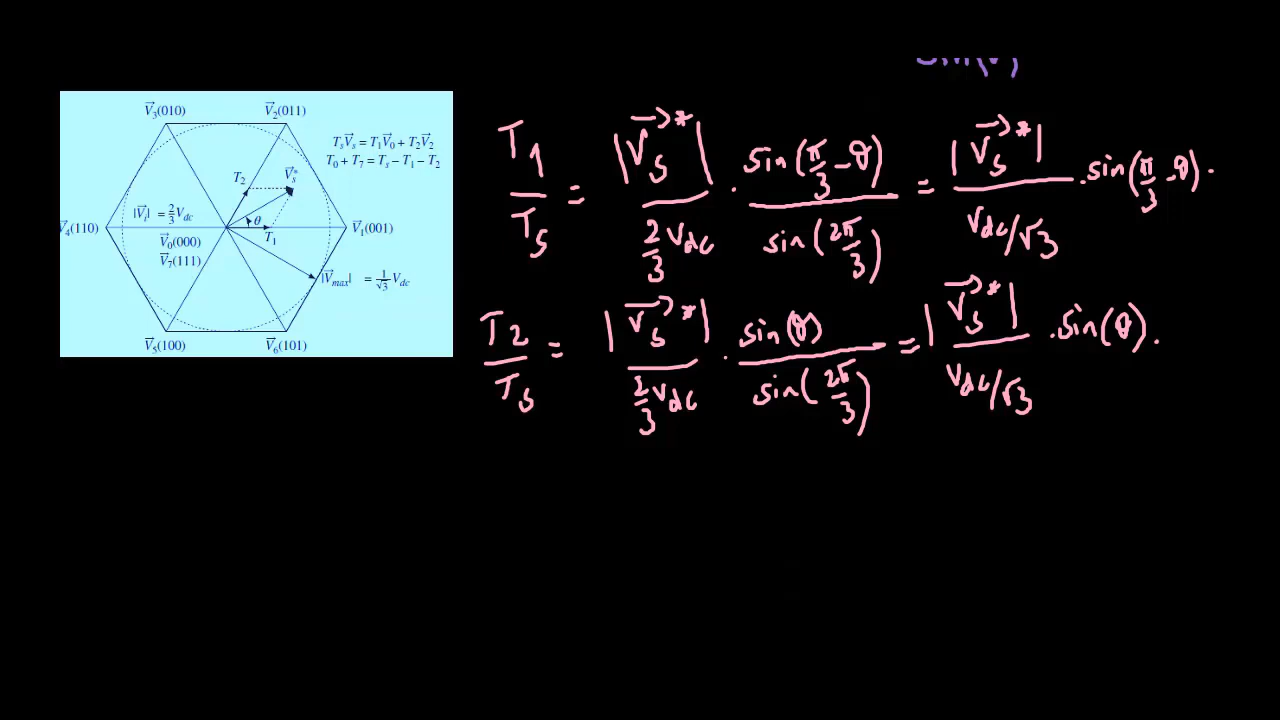 sin(θ)
V⃗3(010)
V⃗2(011)
TsV⃗s = T1V⃗0 + T2V⃗2
T0 + T7 = Ts − T1 − T2
T2
V⃗s*
θ
T1
|V⃗1| = 2/3 Vdc
V⃗4(110)
V⃗0(000)
V⃗7(111)
V⃗1(001)
|V⃗max| = 1/√3 Vdc
V⃗5(100)
V⃗6(101)
T1/Ts = |V⃗s*| / (2/3 Vdc) · sin(π/3 − θ) / sin(2π/3) = |V⃗s*| / (Vdc/√3) · sin(π/3 − θ).
T2/Ts = |V⃗s*| / (2/3 Vdc) · sin(θ) / sin(2π/3) = |V⃗s*| / (Vdc/√3) · sin(θ).